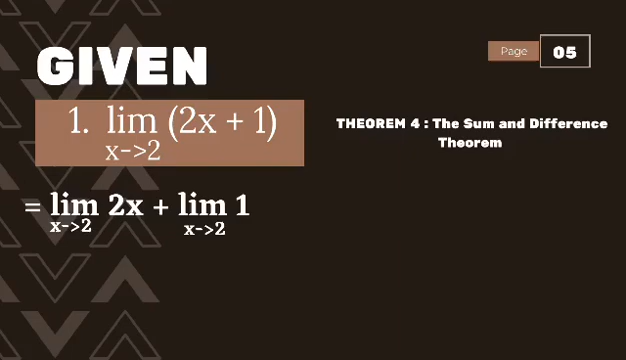 GIVEN
Page 05
1. lim (2x + 1)
x->2
THEOREM 4 : The Sum and Difference
Theorem
= lim 2x + lim 1
x->2 x->2